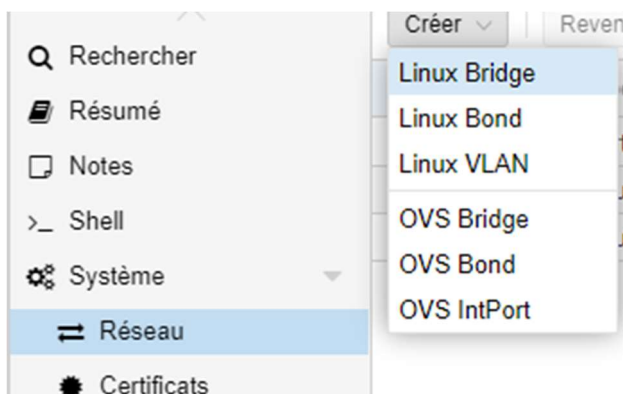 Rechercher
Résumé
Notes
Shell
Système
Réseau
Certificats
Créer
Linux Bridge
Linux Bond
Linux VLAN
OVS Bridge
OVS Bond
OVS IntPort